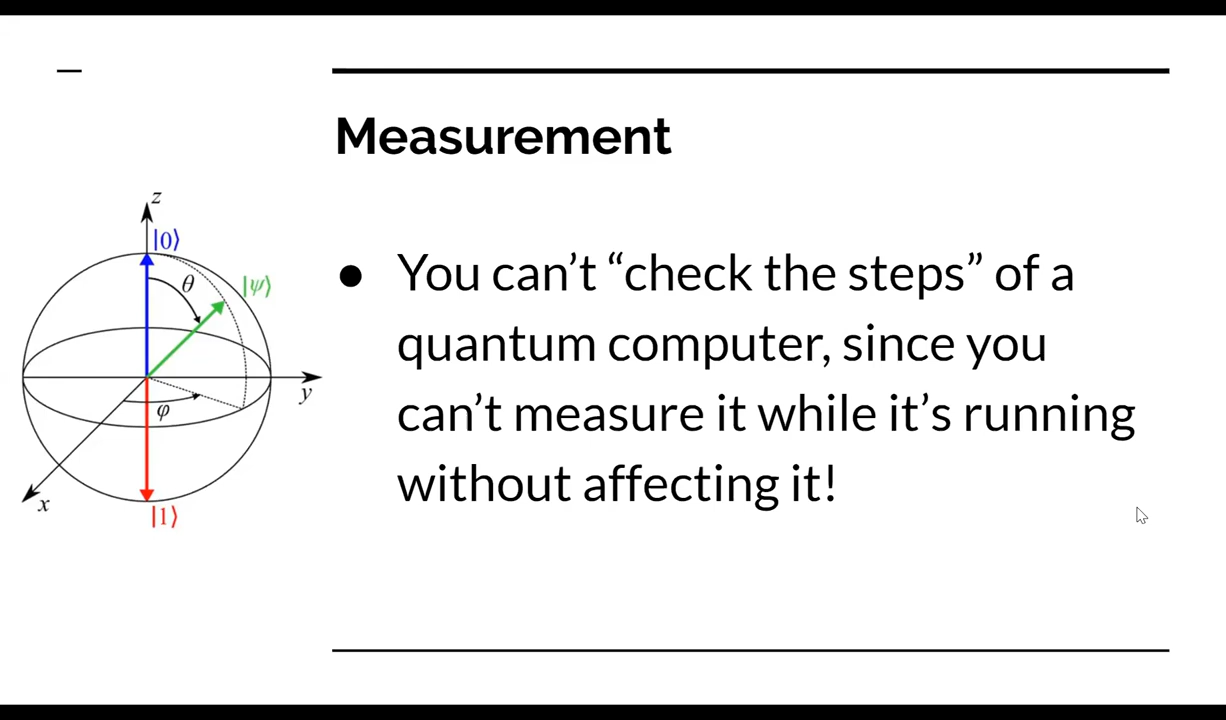 Measurement
z
|0⟩
θ
|ψ⟩
y
φ
x
|1⟩
● You can’t “check the steps” of a
quantum computer, since you
can’t measure it while it’s running
without affecting it!